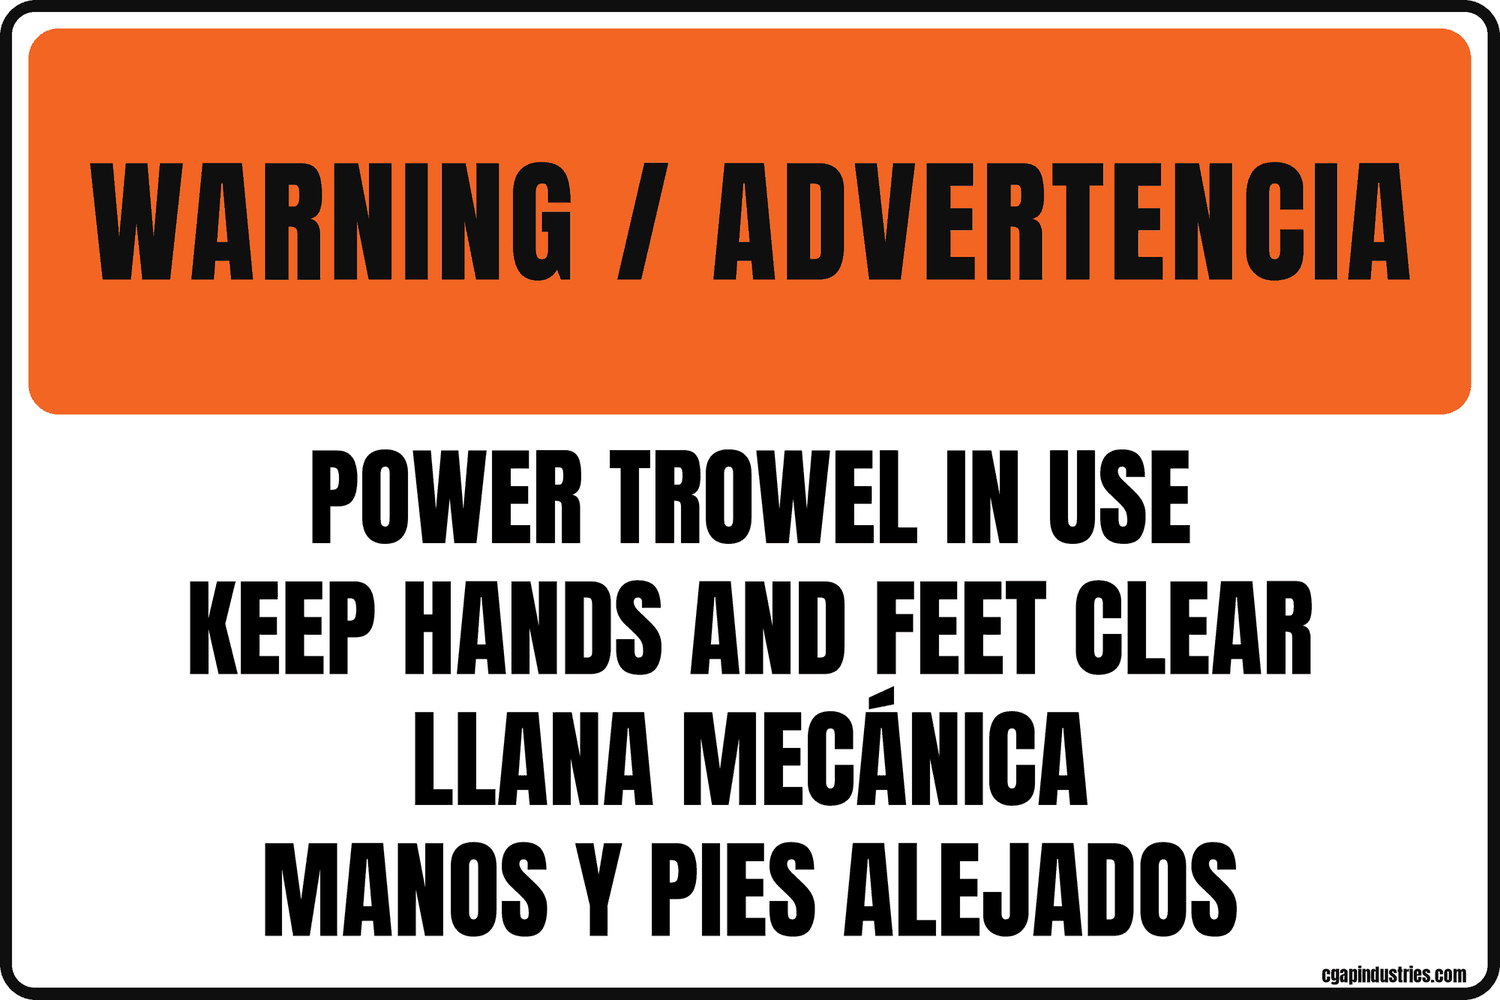 WARNING / ADVERTENCIA
POWER TROWEL IN USE
KEEP HANDS AND FEET CLEAR
LLANA MECÁNICA
MANOS Y PIES ALEJADOS
cgapindustries.com